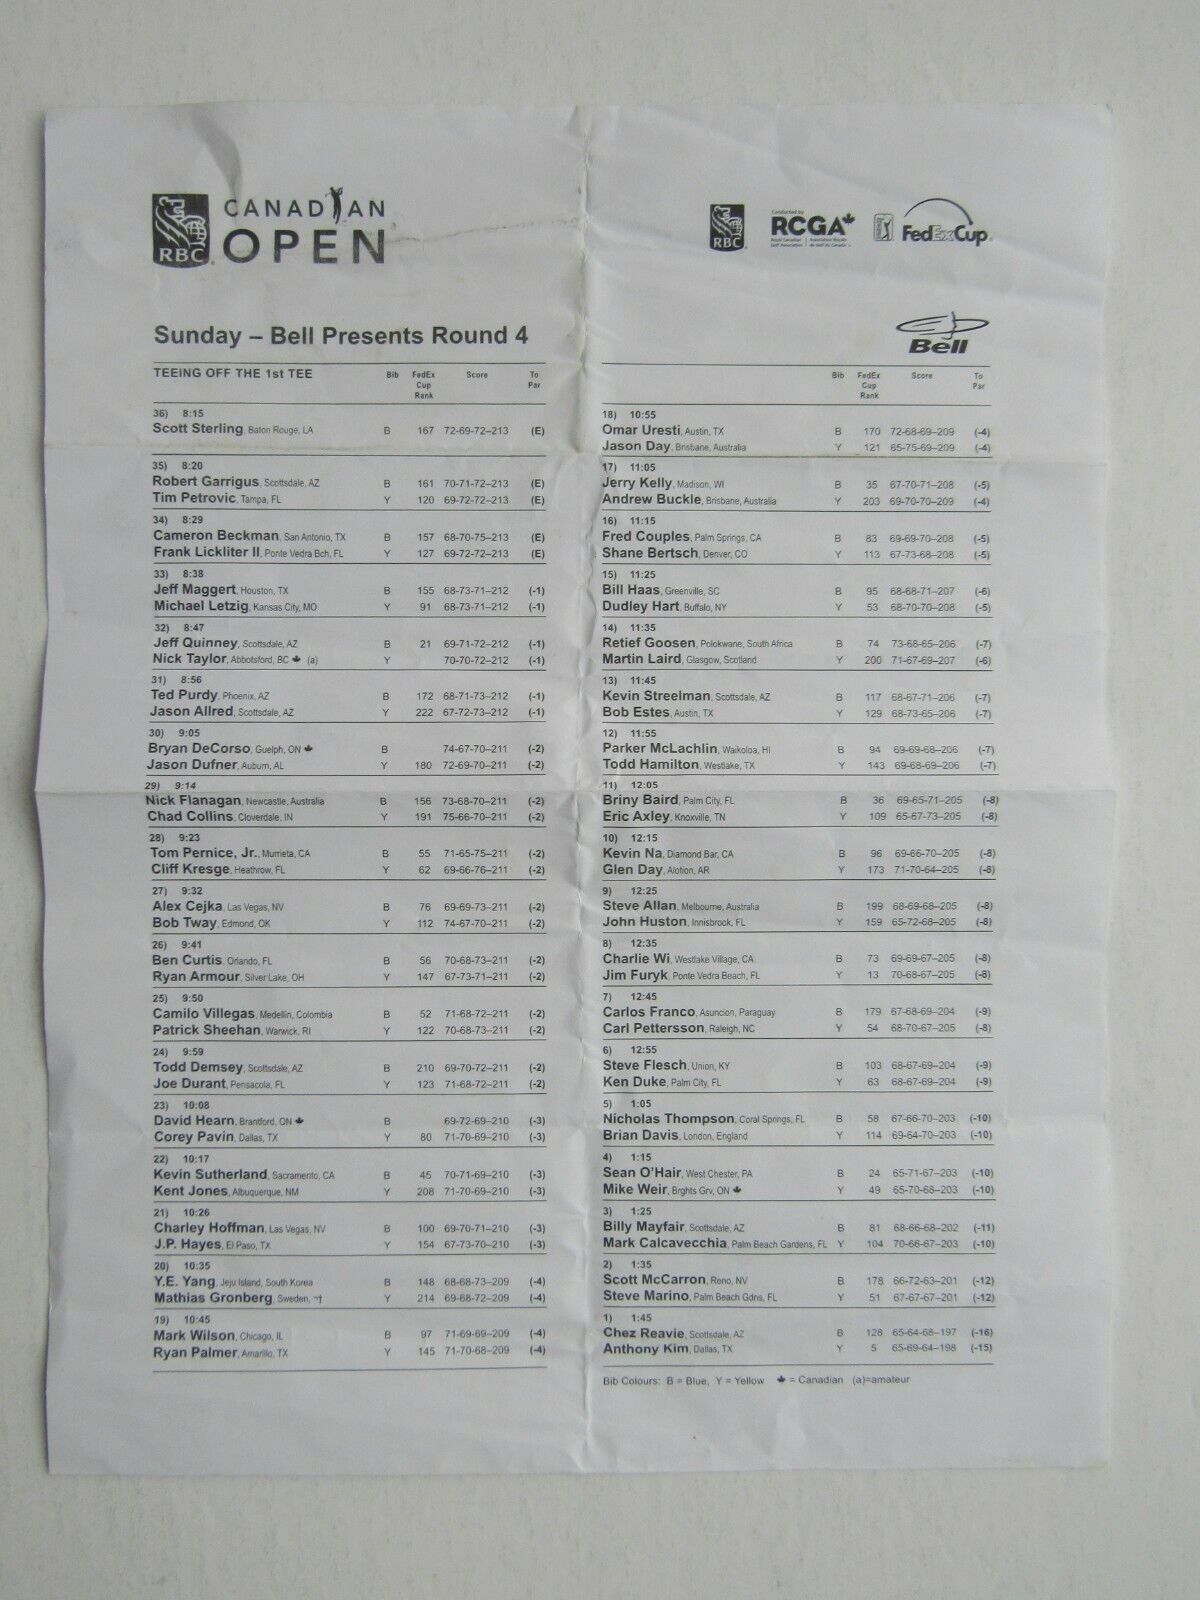 CANADIAN
OPEN
RBC
RBC
Conducted by
RCGA
Royal Canadian Golf Association
Association Royale de Golf du Canada
FedExCup
Sunday – Bell Presents Round 4
Bell
TEEING OFF THE 1st TEE Bib FedEx Cup Rank Score To Par
36) 8:15
Scott Sterling, Baton Rouge, LA B 167 72-69-72–213 (E)
35) 8:20
Robert Garrigus, Scottsdale, AZ B 161 70-71-72–213 (E)
Tim Petrovic, Tampa, FL Y 120 69-72-72–213 (E)
34) 8:29
Cameron Beckman, San Antonio, TX B 157 68-70-75–213 (E)
Frank Lickliter II, Ponte Vedra Bch, FL Y 127 69-72-72–213 (E)
33) 8:38
Jeff Maggert, Houston, TX B 155 68-73-71–212 (-1)
Michael Letzig, Kansas City, MO Y 91 68-73-71–212 (-1)
32) 8:47
Jeff Quinney, Scottsdale, AZ B 21 69-71-72–212 (-1)
Nick Taylor, Abbotsford, BC (a) Y 70-70-72–212 (-1)
31) 8:56
Ted Purdy, Phoenix, AZ B 172 68-71-73–212 (-1)
Jason Allred, Scottsdale, AZ Y 222 67-72-73–212 (-1)
30) 9:05
Bryan DeCorso, Guelph, ON B 74-67-70–211 (-2)
Jason Dufner, Auburn, AL Y 180 72-69-70–211 (-2)
29) 9:14
Nick Flanagan, Newcastle, Australia B 156 73-68-70–211 (-2)
Chad Collins, Cloverdale, IN Y 191 75-66-70–211 (-2)
28) 9:23
Tom Pernice, Jr., Murrieta, CA B 55 71-65-75–211 (-2)
Cliff Kresge, Heathrow, FL Y 62 69-66-76–211 (-2)
27) 9:32
Alex Cejka, Las Vegas, NV B 76 69-69-73–211 (-2)
Bob Tway, Edmond, OK Y 112 74-67-70–211 (-2)
26) 9:41
Ben Curtis, Orlando, FL B 56 70-68-73–211 (-2)
Ryan Armour, Silver Lake, OH Y 147 67-73-71–211 (-2)
25) 9:50
Camilo Villegas, Medellin, Colombia B 52 71-68-72–211 (-2)
Patrick Sheehan, Warwick, RI Y 122 70-68-73–211 (-2)
24) 9:59
Todd Demsey, Scottsdale, AZ B 210 69-70-72–211 (-2)
Joe Durant, Pensacola, FL Y 123 71-68-72–211 (-2)
23) 10:08
David Hearn, Brantford, ON B 69-72-69–210 (-3)
Corey Pavin, Dallas, TX Y 80 71-70-69–210 (-3)
22) 10:17
Kevin Sutherland, Sacramento, CA B 45 70-71-69–210 (-3)
Kent Jones, Albuquerque, NM Y 208 71-70-69–210 (-3)
21) 10:26
Charley Hoffman, Las Vegas, NV B 100 69-70-71–210 (-3)
J.P. Hayes, El Paso, TX Y 154 67-73-70–210 (-3)
20) 10:35
Y.E. Yang, Jeju Island, South Korea B 148 68-68-73–209 (-4)
Mathias Gronberg, Sweden, Y 214 69-68-72–209 (-4)
19) 10:45
Mark Wilson, Chicago, IL B 97 71-69-69–209 (-4)
Ryan Palmer, Amarillo, TX Y 145 71-70-68–209 (-4)
Bib FedEx Cup Rank Score To Par
18) 10:55
Omar Uresti, Austin, TX B 170 72-68-69–209 (-4)
Jason Day, Brisbane, Australia Y 121 65-75-69–209 (-4)
17) 11:05
Jerry Kelly, Madison, WI B 35 67-70-71–208 (-5)
Andrew Buckle, Brisbane, Australia Y 203 69-70-70–209 (-4)
16) 11:15
Fred Couples, Palm Springs, CA B 83 69-69-70–208 (-5)
Shane Bertsch, Denver, CO Y 113 67-73-68–208 (-5)
15) 11:25
Bill Haas, Greenville, SC B 95 68-68-71–207 (-6)
Dudley Hart, Buffalo, NY Y 53 68-70-70–208 (-5)
14) 11:35
Retief Goosen, Polokwane, South Africa B 74 73-68-65–206 (-7)
Martin Laird, Glasgow, Scotland Y 200 71-67-69–207 (-6)
13) 11:45
Kevin Streelman, Scottsdale, AZ B 117 68-67-71–206 (-7)
Bob Estes, Austin, TX Y 129 68-73-65–206 (-7)
12) 11:55
Parker McLachlin, Waikoloa, HI B 94 69-69-68–206 (-7)
Todd Hamilton, Westlake, TX Y 143 69-68-69–206 (-7)
11) 12:05
Briny Baird, Palm City, FL B 36 69-65-71–205 (-8)
Eric Axley, Knoxville, TN Y 109 65-67-73–205 (-8)
10) 12:15
Kevin Na, Diamond Bar, CA B 96 69-66-70–205 (-8)
Glen Day, Alotion, AR Y 173 71-70-64–205 (-8)
9) 12:25
Steve Allan, Melbourne, Australia B 199 68-69-68–205 (-8)
John Huston, Innisbrook, FL Y 159 65-72-68–205 (-8)
8) 12:35
Charlie Wi, Westlake Village, CA B 73 69-69-67–205 (-8)
Jim Furyk, Ponte Vedra Beach, FL Y 13 70-68-67–205 (-8)
7) 12:45
Carlos Franco, Asuncion, Paraguay B 179 67-68-69–204 (-9)
Carl Pettersson, Raleigh, NC Y 54 68-70-67–205 (-8)
6) 12:55
Steve Flesch, Union, KY B 103 68-67-69–204 (-9)
Ken Duke, Palm City, FL Y 63 68-67-69–204 (-9)
5) 1:05
Nicholas Thompson, Coral Springs, FL B 58 67-66-70–203 (-10)
Brian Davis, London, England Y 114 69-64-70–203 (-10)
4) 1:15
Sean O'Hair, West Chester, PA B 24 65-71-67–203 (-10)
Mike Weir, Brghts Grv, ON Y 49 65-70-68–203 (-10)
3) 1:25
Billy Mayfair, Scottsdale, AZ B 81 68-66-68–202 (-11)
Mark Calcavecchia, Palm Beach Gardens, FL Y 104 70-66-67–203 (-10)
2) 1:35
Scott McCarron, Reno, NV B 178 66-72-63–201 (-12)
Steve Marino, Palm Beach Gdns, FL Y 51 67-67-67–201 (-12)
1) 1:45
Chez Reavie, Scottsdale, AZ B 128 65-64-68–197 (-16)
Anthony Kim, Dallas, TX Y 5 65-69-64–198 (-15)
Bib Colours: B = Blue, Y = Yellow = Canadian (a)=amateur